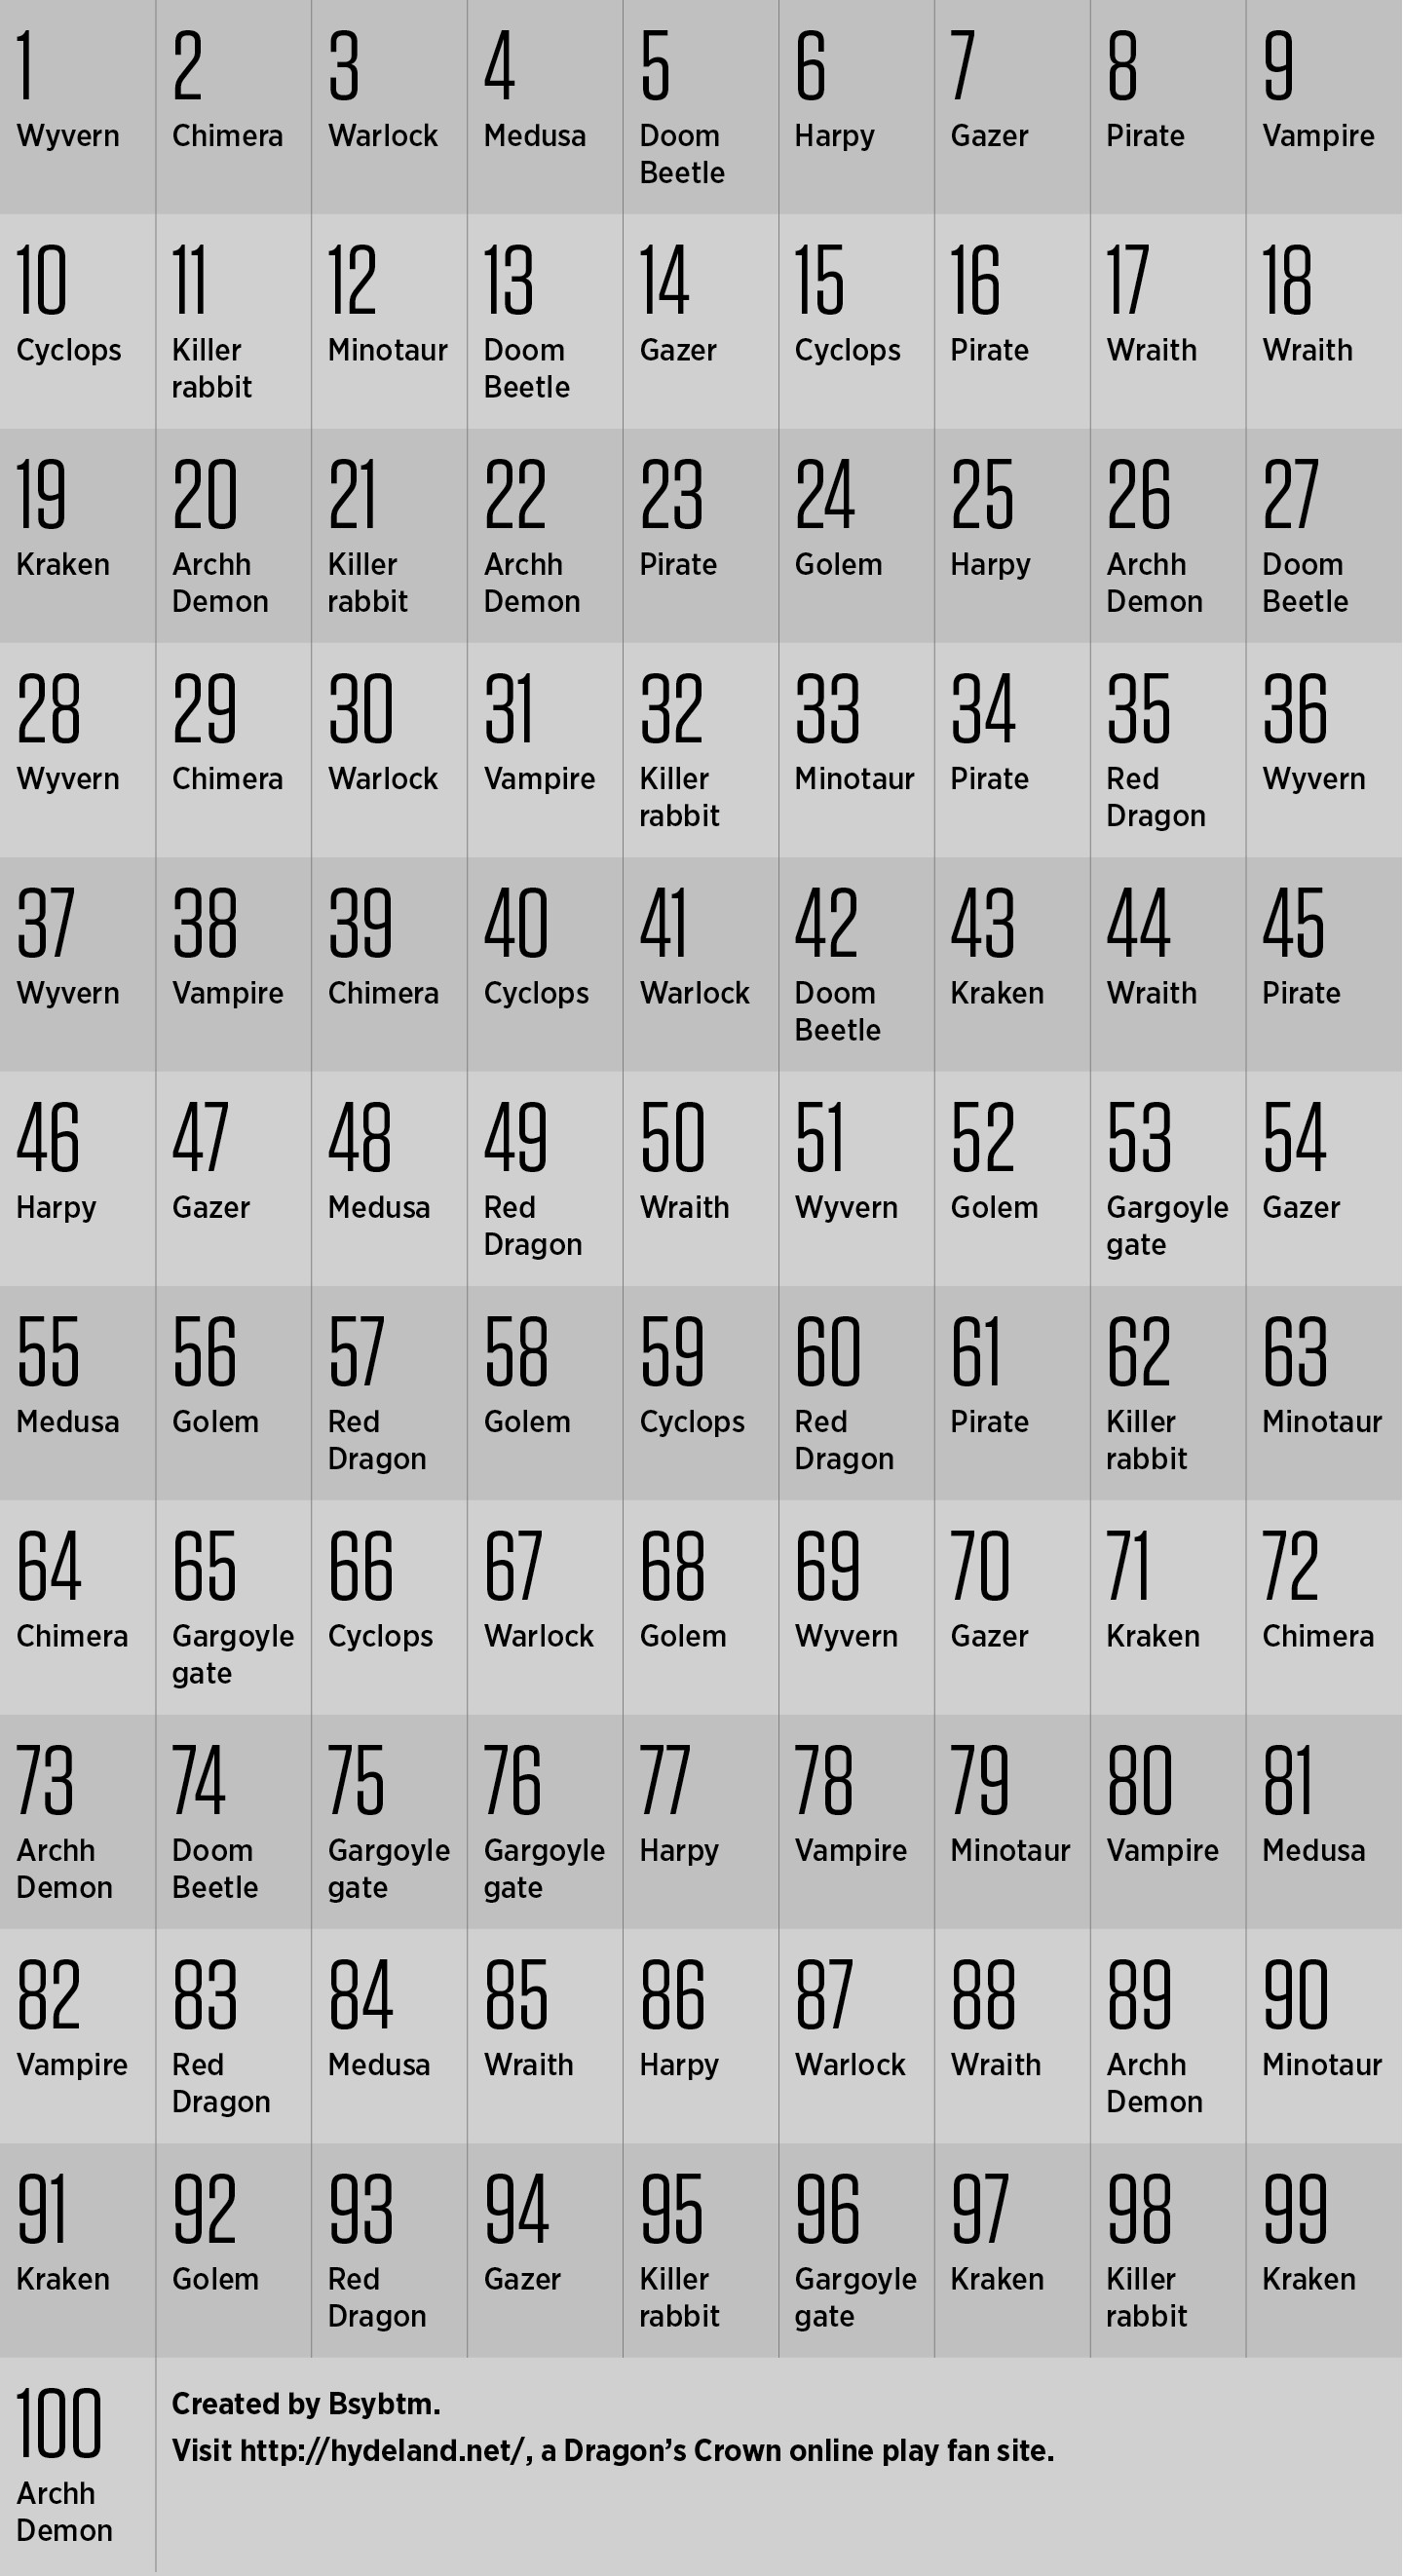 1 2 3 4 5 6 7 8 9
Wyvern Chimera Warlock Medusa Doom Harpy Gazer Pirate Vampire
Beetle
10 11 12 13 14 15 16 17 18
Cyclops Killer Minotaur Doom Gazer Cyclops Pirate Wraith Wraith
rabbit Beetle
19 20 21 22 23 24 25 26 27
Kraken Archh Killer Archh Pirate Golem Harpy Archh Doom
Demon rabbit Demon Demon Beetle
28 29 30 31 32 33 34 35 36
Wyvern Chimera Warlock Vampire Killer Minotaur Pirate Red Wyvern
rabbit Dragon
37 38 39 40 41 42 43 44 45
Wyvern Vampire Chimera Cyclops Warlock Doom Kraken Wraith Pirate
Beetle
46 47 48 49 50 51 52 53 54
Harpy Gazer Medusa Red Wraith Wyvern Golem Gargoyle Gazer
Dragon gate
55 56 57 58 59 60 61 62 63
Medusa Golem Red Golem Cyclops Red Pirate Killer Minotaur
Dragon Dragon rabbit
64 65 66 67 68 69 70 71 72
Chimera Gargoyle Cyclops Warlock Golem Wyvern Gazer Kraken Chimera
gate
73 74 75 76 77 78 79 80 81
Archh Doom Gargoyle Gargoyle Harpy Vampire Minotaur Vampire Medusa
Demon Beetle gate gate
82 83 84 85 86 87 88 89 90
Vampire Red Medusa Wraith Harpy Warlock Wraith Archh Minotaur
Dragon Demon
91 92 93 94 95 96 97 98 99
Kraken Golem Red Gazer Killer Gargoyle Kraken Killer Kraken
Dragon rabbit gate rabbit
100
Archh
Demon
Created by Bsybtm.
Visit http://hydeland.net/, a Dragon's Crown online play fan site.